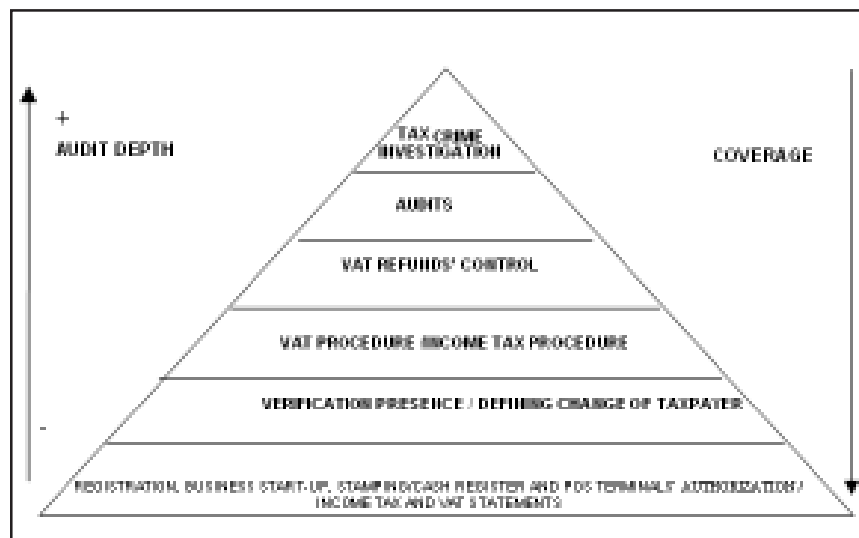 +
AUDIT DEPTH
COVERAGE
TAX CRIME
INVESTIGATION
AUDITS
VAT REFUNDS' CONTROL
VAT PROCEDURE /INCOME TAX PROCEDURE
VERIFICATION PRESENCE / DEFINING CHANGE OF TAXPAYER
-
REGISTRATION, BUSINESS START-UP, STAMPING/CASH REGISTER AND POS TERMINALS' AUTHORIZATION /
INCOME TAX AND VAT STATEMENTS